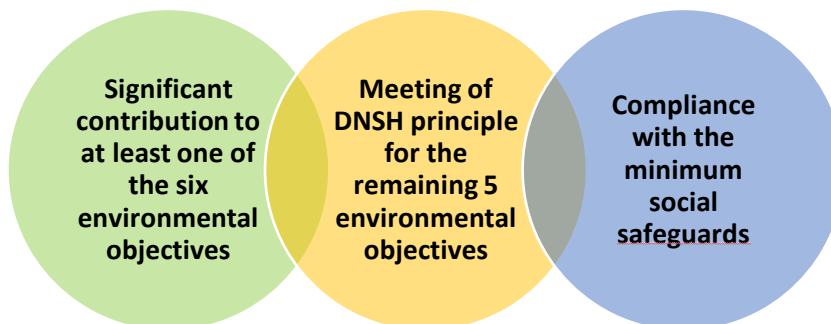 Significant
contribution to
at least one of
the six
environmental
objectives
Meeting of
DNSH principle
for the
remaining 5
environmental
objectives
Compliance
with the
minimum
social
safeguards